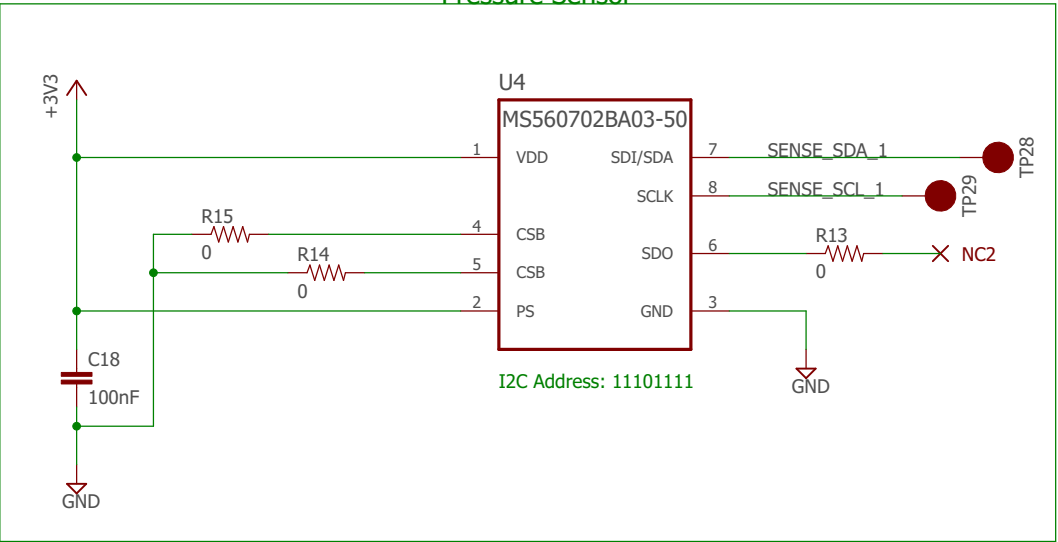 Pressure Sensor
+3V3
U4
MS560702BA03-50
1
VDD
SDI/SDA
7
SENSE_SDA_1
TP28
SCLK
8
SENSE_SCL_1
TP29
R15
0
4
CSB
SDO
6
R13
0
NC2
R14
0
5
CSB
2
PS
GND
3
GND
C18
100nF
I2C Address: 11101111
GND